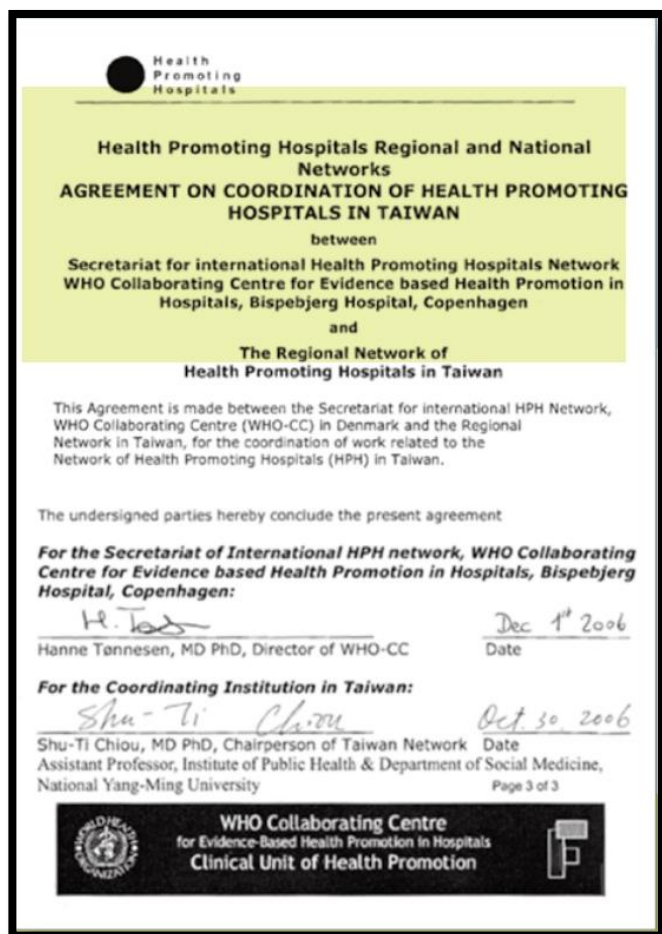 Health
Promoting
Hospitals
Health Promoting Hospitals Regional and National
Networks
AGREEMENT ON COORDINATION OF HEALTH PROMOTING
HOSPITALS IN TAIWAN
between
Secretariat for international Health Promoting Hospitals Network
WHO Collaborating Centre for Evidence based Health Promotion in
Hospitals, Bispebjerg Hospital, Copenhagen
and
The Regional Network of
Health Promoting Hospitals in Taiwan
This Agreement is made between the Secretariat for international HPH Network,
WHO Collaborating Centre (WHO-CC) in Denmark and the Regional
Network in Taiwan, for the coordination of work related to the
Network of Health Promoting Hospitals (HPH) in Taiwan.
The undersigned parties hereby conclude the present agreement
For the Secretariat of International HPH network, WHO Collaborating
Centre for Evidence based Health Promotion in Hospitals, Bispebjerg
Hospital, Copenhagen:
Dec 1st 2006
Hanne Tønnesen, MD PhD, Director of WHO-CC Date
For the Coordinating Institution in Taiwan:
Shu-Ti Chiou Oct. 30. 2006
Shu-Ti Chiou, MD PhD, Chairperson of Taiwan Network Date
Assistant Professor, Institute of Public Health & Department of Social Medicine,
National Yang-Ming University Page 3 of 3
WORLD HEALTH ORGANIZATION
WHO Collaborating Centre
for Evidence-Based Health Promotion in Hospitals
Clinical Unit of Health Promotion